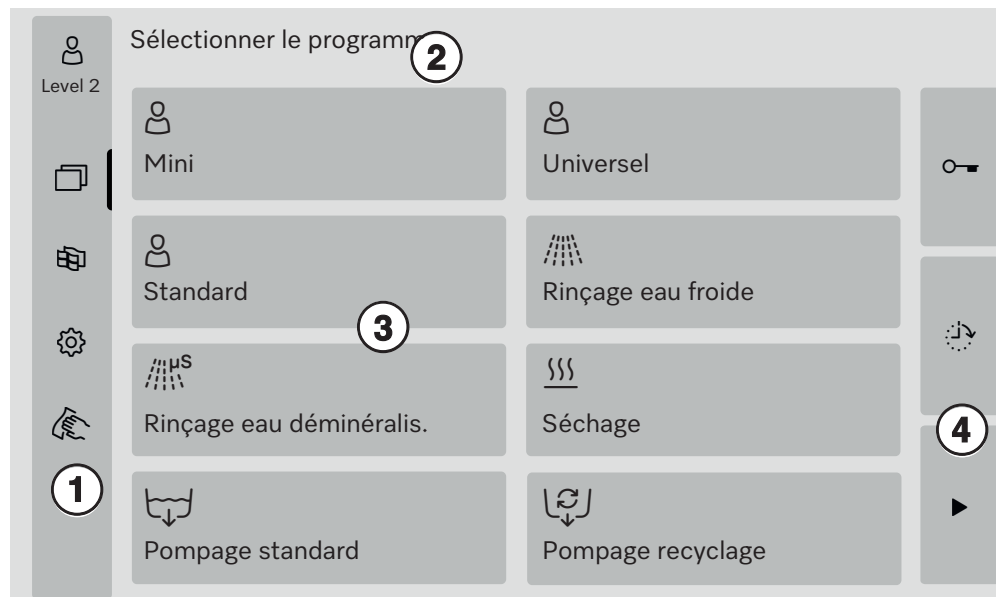 Level 2
Sélectionner le programm
2
Mini
Universel
Standard
Rinçage eau froide
3
µS
Rinçage eau déminéralis.
Séchage
4
1
Pompage standard
Pompage recyclage